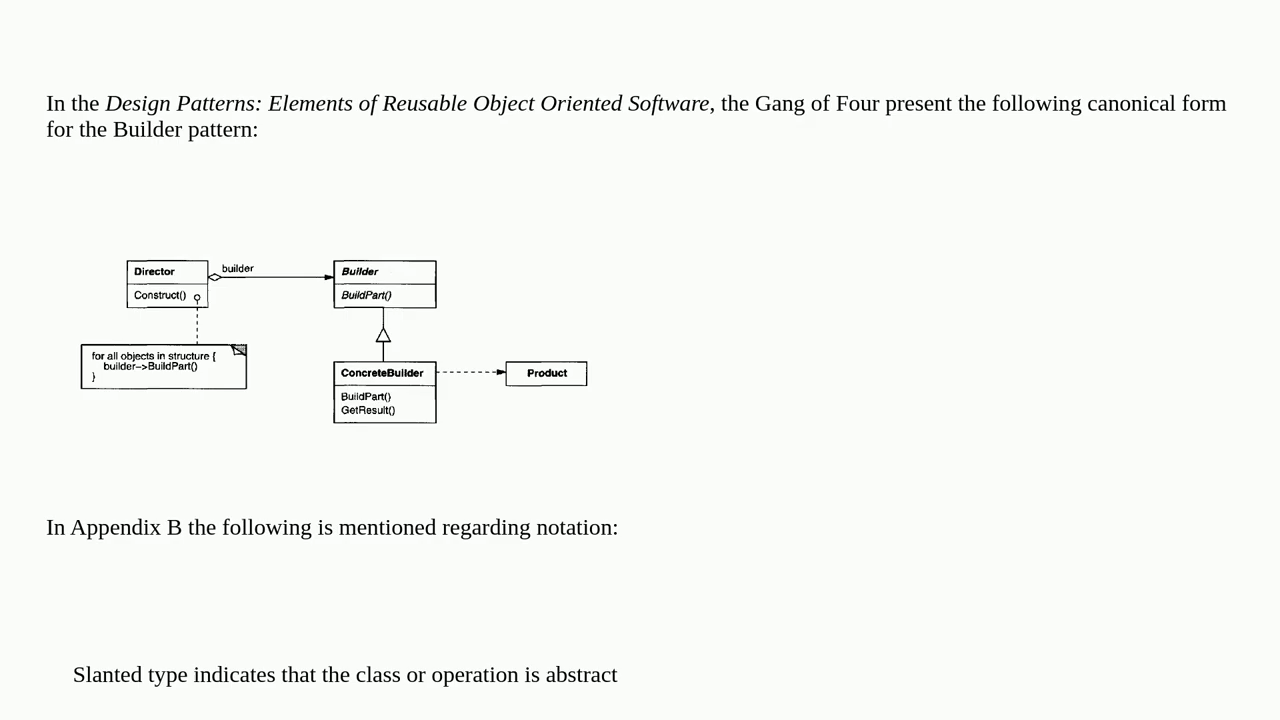 In the Design Patterns: Elements of Reusable Object Oriented Software, the Gang of Four present the following canonical form
for the Builder pattern:
Director
Construct()
builder
Builder
BuildPart()
for all objects in structure {
builder->BuildPart()
}
ConcreteBuilder
BuildPart()
GetResult()
Product
In Appendix B the following is mentioned regarding notation:
Slanted type indicates that the class or operation is abstract